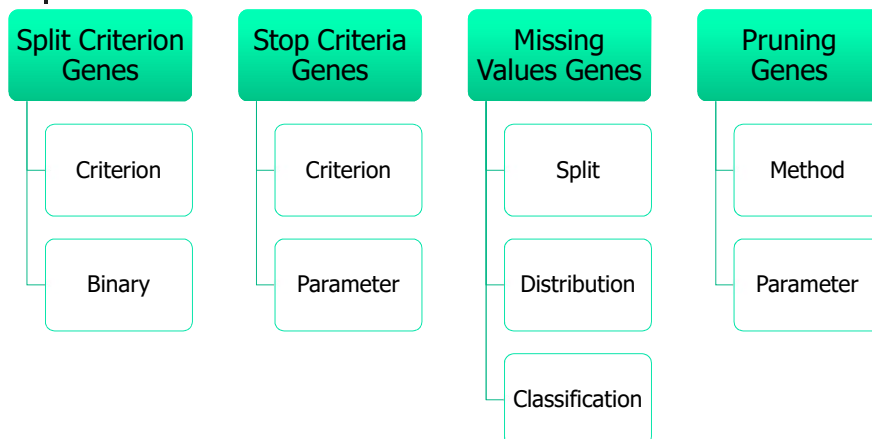 Split Criterion
Genes
Criterion
Binary
Stop Criteria
Genes
Criterion
Parameter
Missing
Values Genes
Split
Distribution
Classification
Pruning
Genes
Method
Parameter